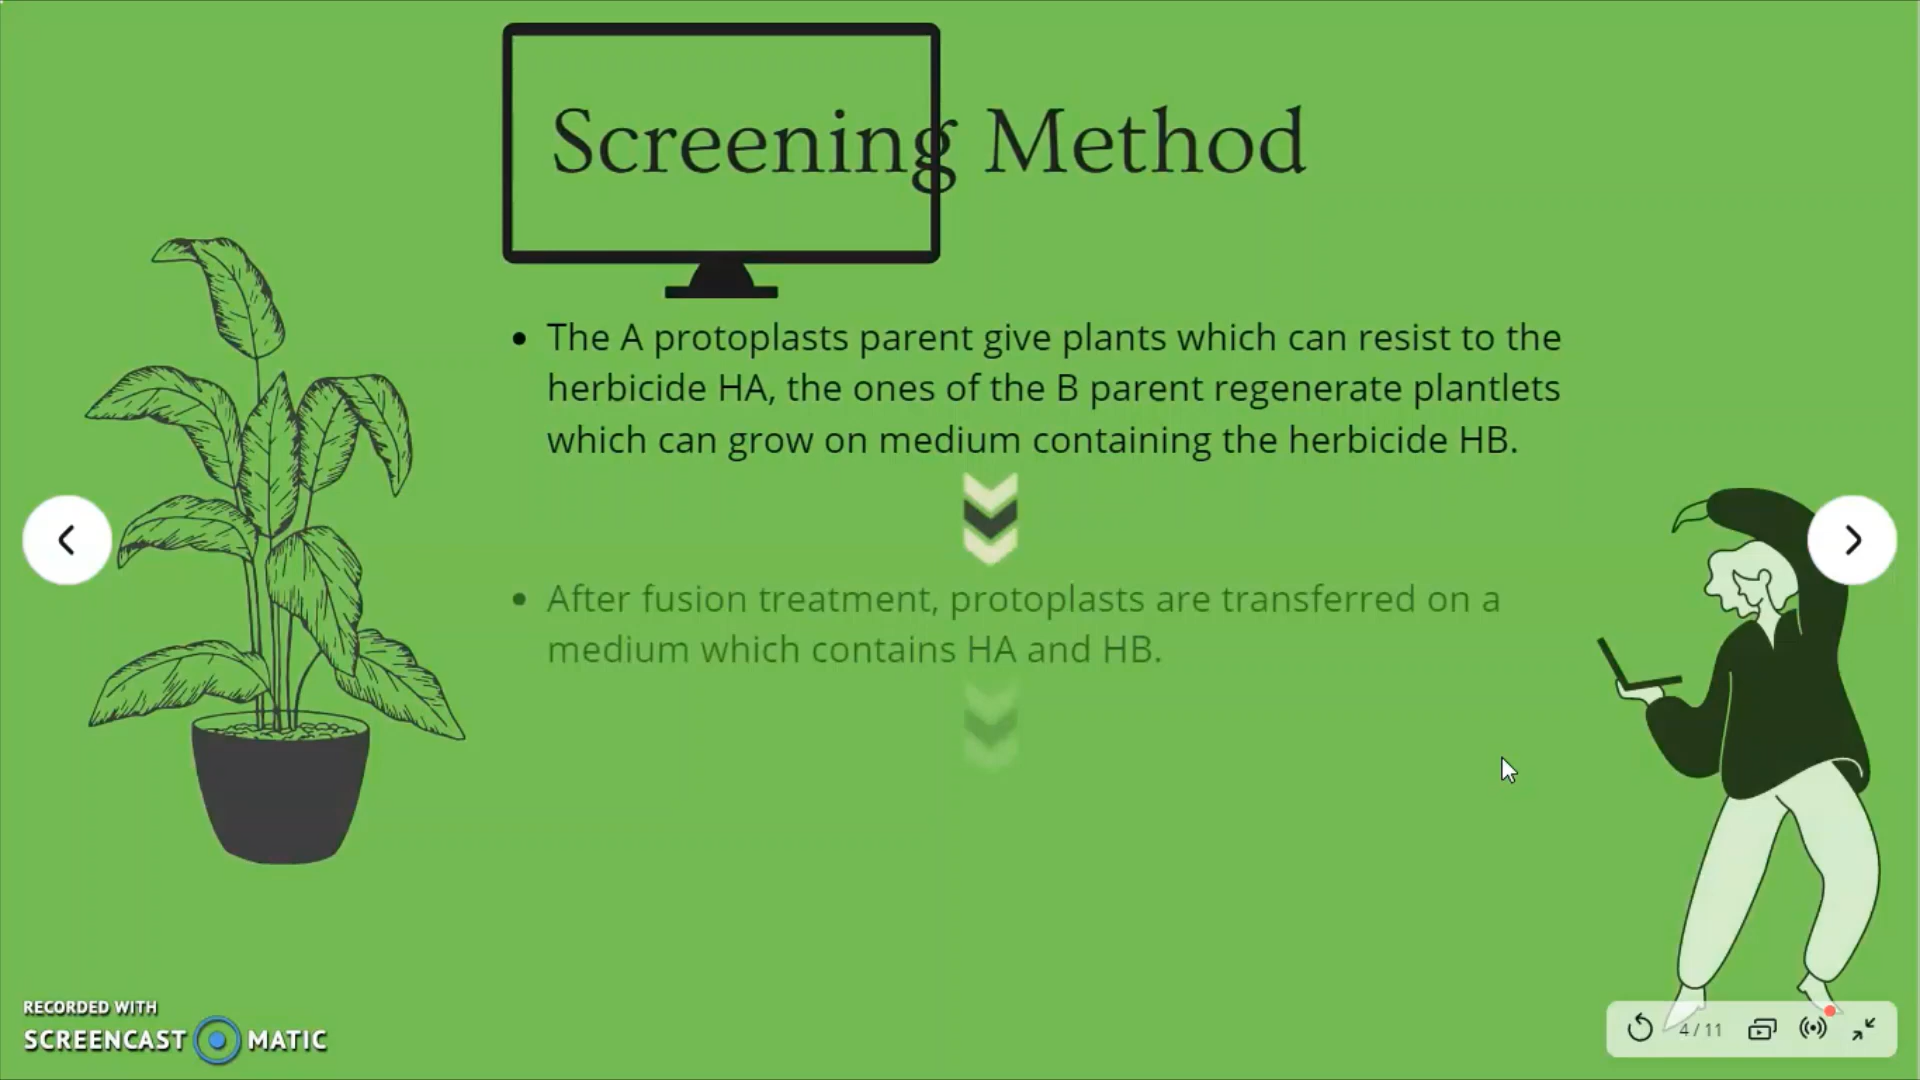 Screening Method
• The A protoplasts parent give plants which can resist to the
herbicide HA, the ones of the B parent regenerate plantlets
which can grow on medium containing the herbicide HB.
• After fusion treatment, protoplasts are transferred on a
medium which contains HA and HB.
RECORDED WITH
SCREENCAST MATIC
4 / 11